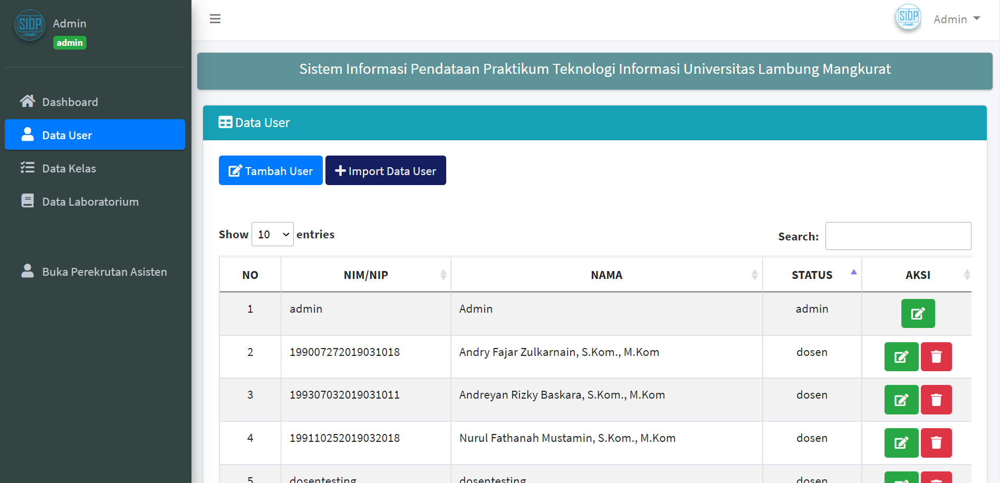 SIDP
Admin
admin
Dashboard
Data User
Data Kelas
Data Laboratorium
Buka Perekrutan Asisten
SIDP
Admin
Sistem Informasi Pendataan Praktikum Teknologi Informasi Universitas Lambung Mangkurat
Data User
Tambah User
Import Data User
Show 10 entries
Search:
NO NIM/NIP NAMA STATUS AKSI
1 admin Admin admin
2 199007272019031018 Andry Fajar Zulkarnain, S.Kom., M.Kom dosen
3 199307032019031011 Andreyan Rizky Baskara, S.Kom., M.Kom dosen
4 199110252019032018 Nurul Fathanah Mustamin, S.Kom., M.Kom dosen
5 dosentesting dosentesting dosen